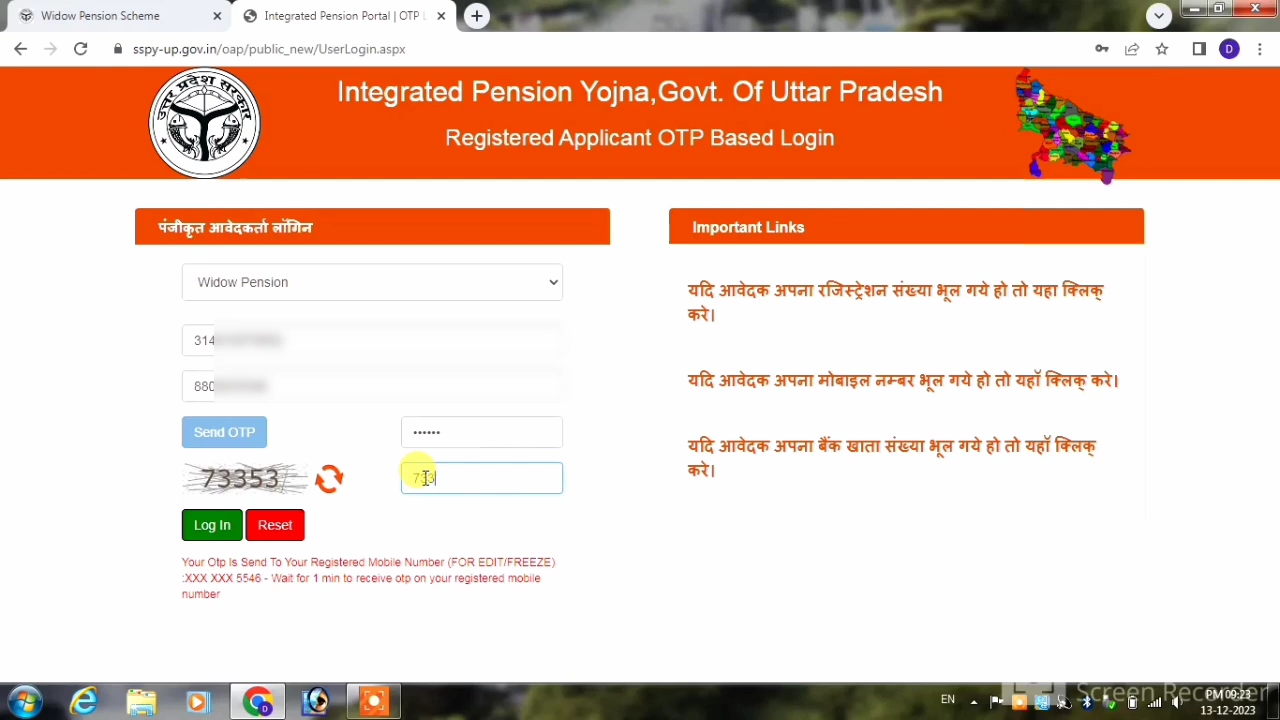 Widow Pension Scheme
Integrated Pension Portal | OTP L
sspy-up.gov.in/oap/public_new/UserLogin.aspx
D
उत्तर प्रदेश सरकार
Integrated Pension Yojna,Govt. Of Uttar Pradesh
Registered Applicant OTP Based Login
पंजीकृत आवेदकर्ता लॉगिन
Widow Pension
314
880
Send OTP
••••••
73353
733
Log In Reset
Your Otp Is Send To Your Registered Mobile Number (FOR EDIT/FREEZE)
:XXX XXX 5546 - Wait for 1 min to receive otp on your registered mobile
number
Important Links
यदि आवेदक अपना रजिस्ट्रेशन संख्या भूल गये हो तो यहा क्लिक्
करे।
यदि आवेदक अपना मोबाइल नम्बर भूल गये हो तो यहाँ क्लिक् करे।
यदि आवेदक अपना बैंक खाता संख्या भूल गये हो तो यहाँ क्लिक्
करे।
EN
Screen Recorder
PM 09:23
13-12-2023